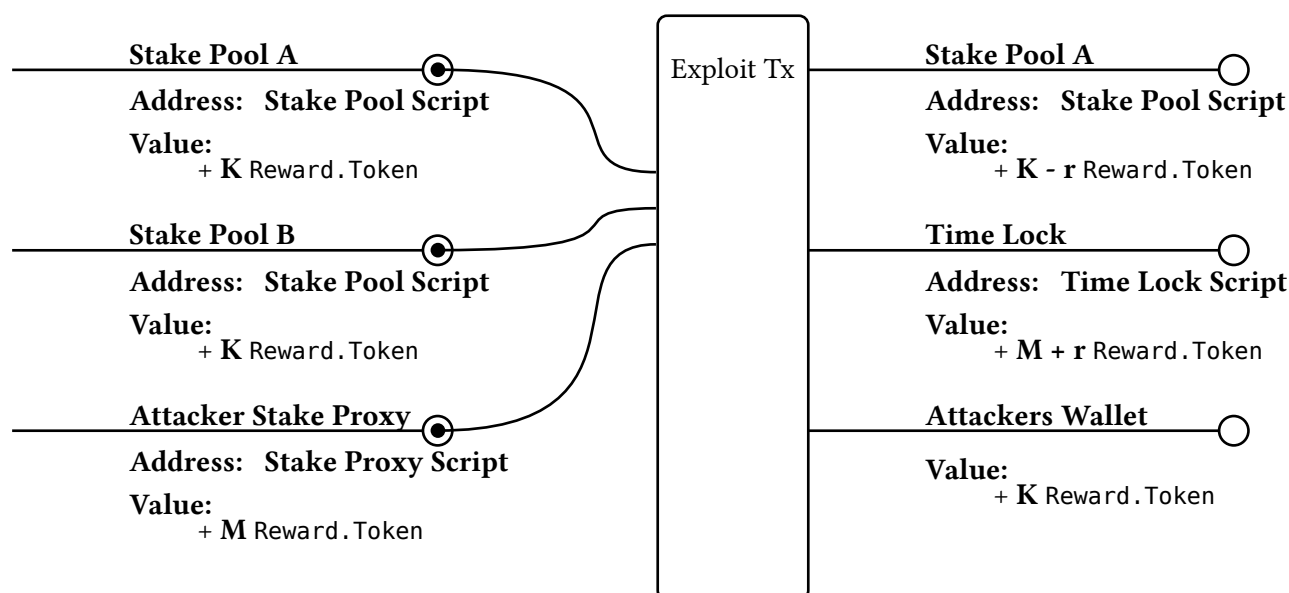 Stake Pool A
Address: Stake Pool Script
Value:
+ K Reward.Token
Stake Pool B
Address: Stake Pool Script
Value:
+ K Reward.Token
Attacker Stake Proxy
Address: Stake Proxy Script
Value:
+ M Reward.Token
Exploit Tx
Stake Pool A
Address: Stake Pool Script
Value:
+ K - r Reward.Token
Time Lock
Address: Time Lock Script
Value:
+ M + r Reward.Token
Attackers Wallet
Value:
+ K Reward.Token